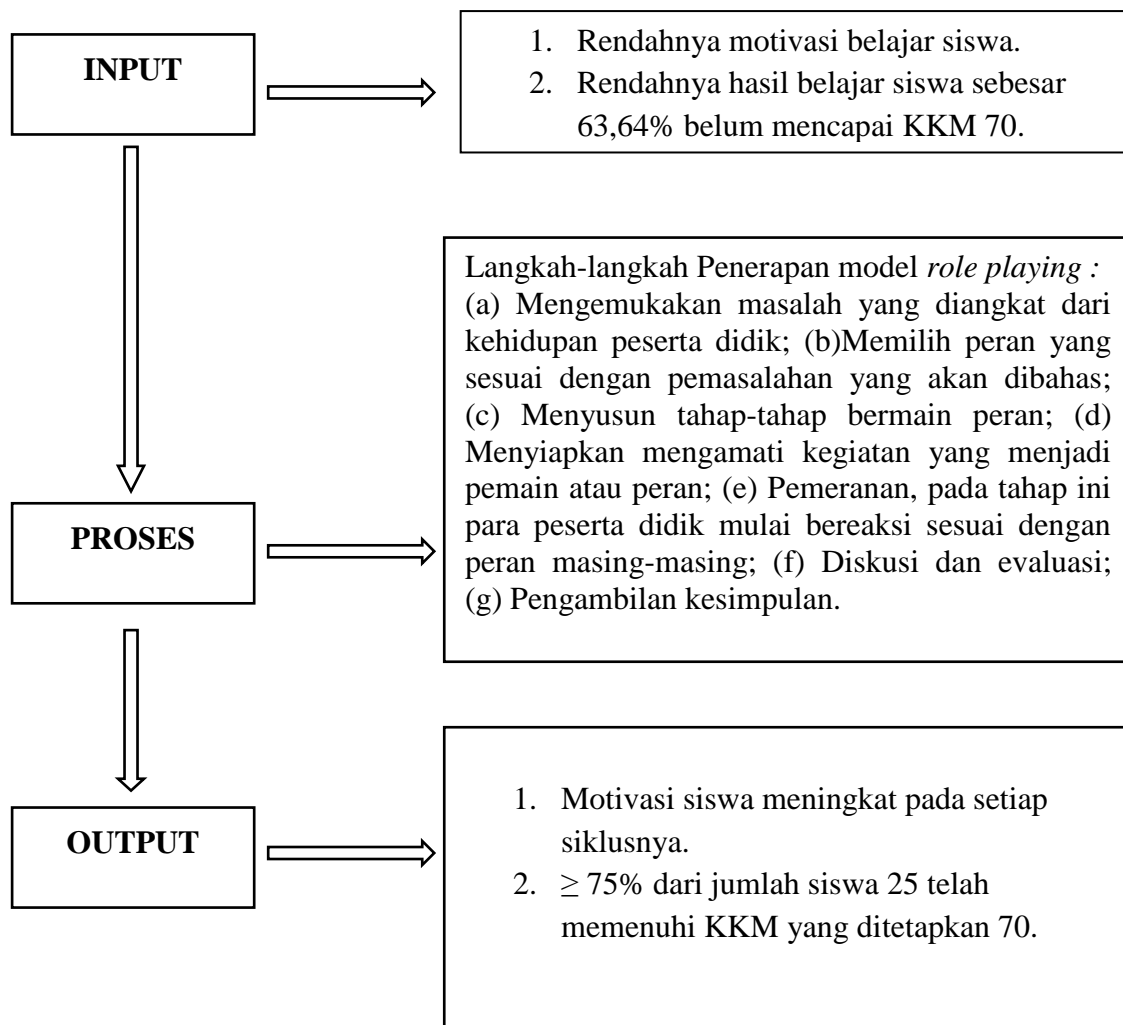 INPUT
1. Rendahnya motivasi belajar siswa.
2. Rendahnya hasil belajar siswa sebesar
63,64% belum mencapai KKM 70.
PROSES
Langkah-langkah Penerapan model role playing :
(a) Mengemukakan masalah yang diangkat dari
kehidupan peserta didik; (b)Memilih peran yang
sesuai dengan pemasalahan yang akan dibahas;
(c) Menyusun tahap-tahap bermain peran; (d)
Menyiapkan mengamati kegiatan yang menjadi
pemain atau peran; (e) Pemeranan, pada tahap ini
para peserta didik mulai bereaksi sesuai dengan
peran masing-masing; (f) Diskusi dan evaluasi;
(g) Pengambilan kesimpulan.
OUTPUT
1. Motivasi siswa meningkat pada setiap
siklusnya.
2. ≥ 75% dari jumlah siswa 25 telah
memenuhi KKM yang ditetapkan 70.